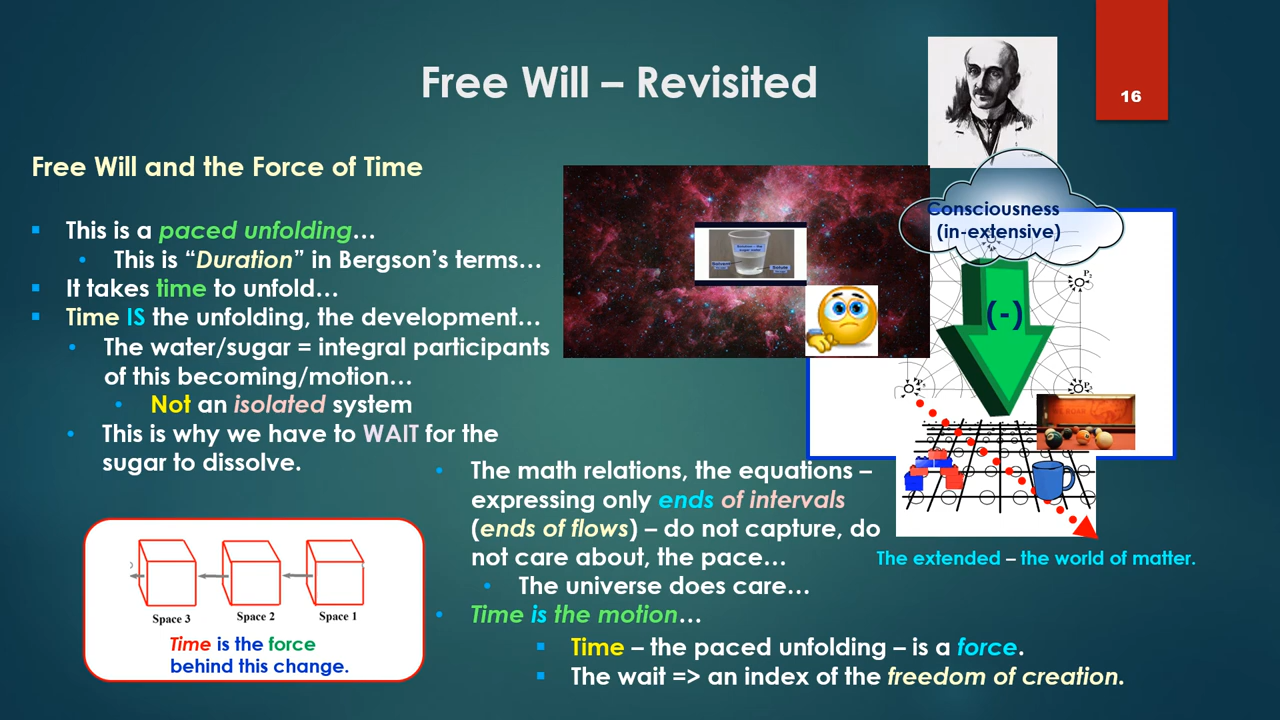 Free Will – Revisited
16
Free Will and the Force of Time
This is a paced unfolding…
This is “Duration” in Bergson’s terms…
It takes time to unfold…
Time IS the unfolding, the development…
The water/sugar = integral participants
of this becoming/motion…
Not an isolated system
This is why we have to WAIT for the
sugar to dissolve.
The math relations, the equations –
expressing only ends of intervals
(ends of flows) – do not capture, do
not care about, the pace…
The universe does care…
Time is the motion…
Time – the paced unfolding – is a force.
The wait => an index of the freedom of creation.
Space 3
Space 2
Space 1
Time is the force
behind this change.
Consciousness
(in-extensive)
P2
(-)
The extended – the world of matter.